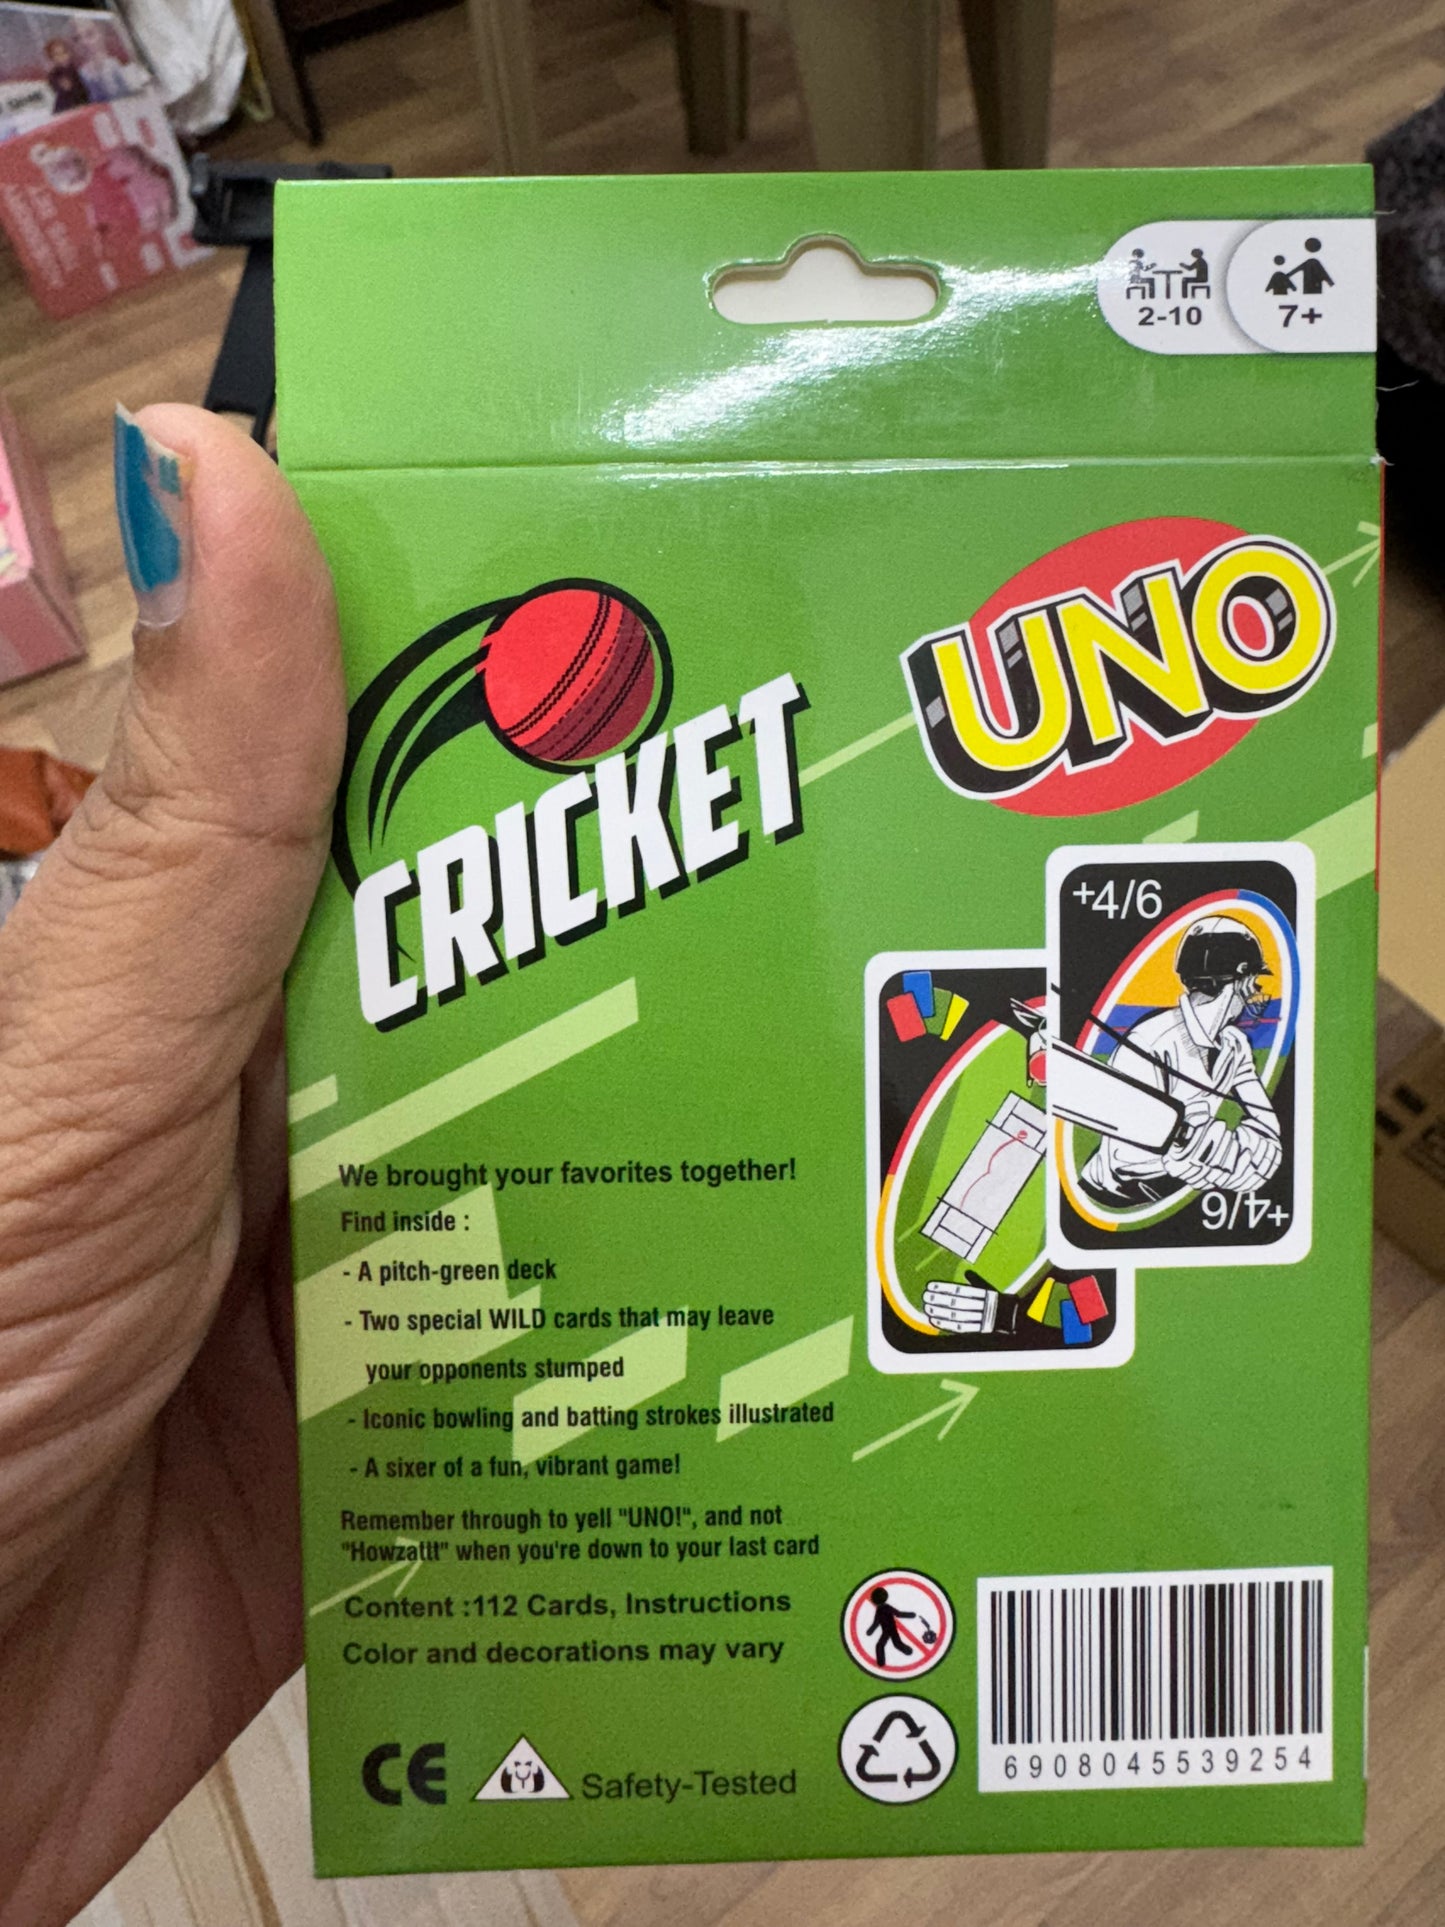 2-10
7+
CRICKET
UNO
+4/6
+4/6
We brought your favorites together!
Find inside :
- A pitch-green deck
- Two special WILD cards that may leave
your opponents stumped
- Iconic bowling and batting strokes illustrated
- A sixer of a fun, vibrant game!
Remember through to yell "UNO!", and not
"Howzattt" when you're down to your last card
Content :112 Cards, Instructions
Color and decorations may vary
CE
Safety-Tested
6908045539254